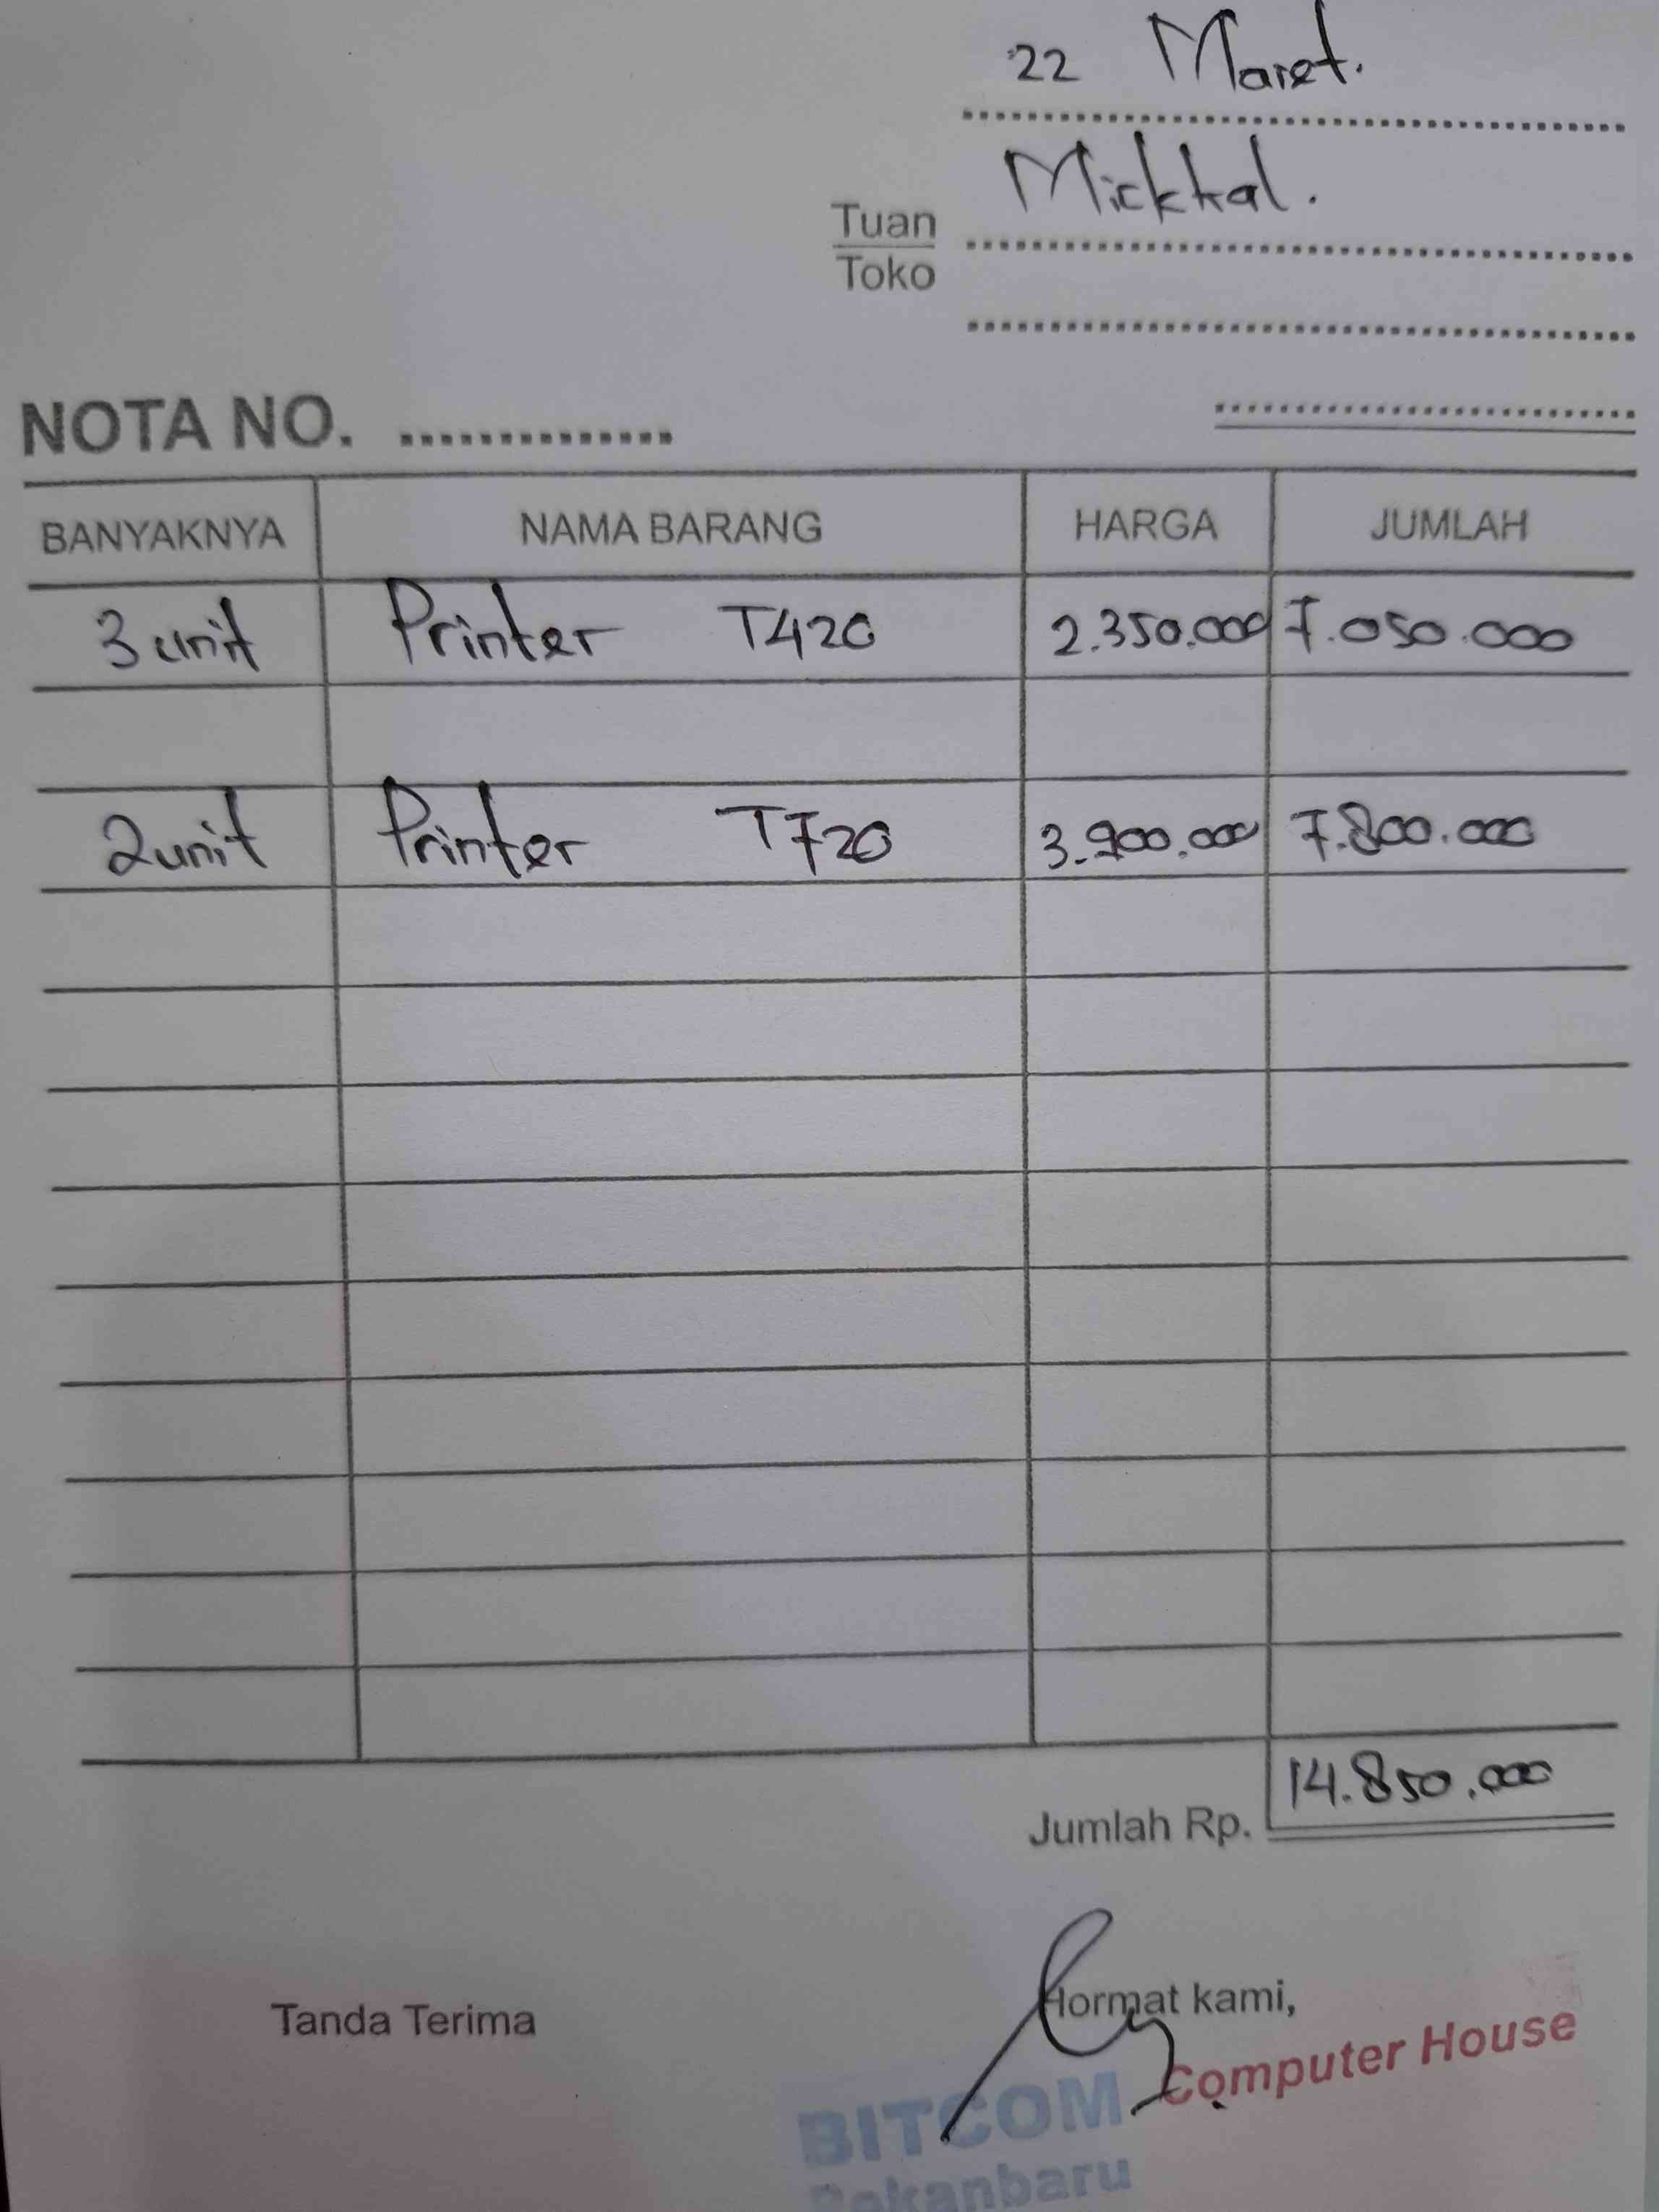 22 Maret.
Mickhal.
Tuan
Toko
NOTA NO. ..............
BANYAKNYA NAMA BARANG HARGA JUMLAH
3 unit Printer T420 2.350.000 7.050.000
2 unit Printer T720 3.900.000 7.800.000
Jumlah Rp. 14.850.000
Tanda Terima Hormat kami,
BITCOM Computer House
Pekanbaru